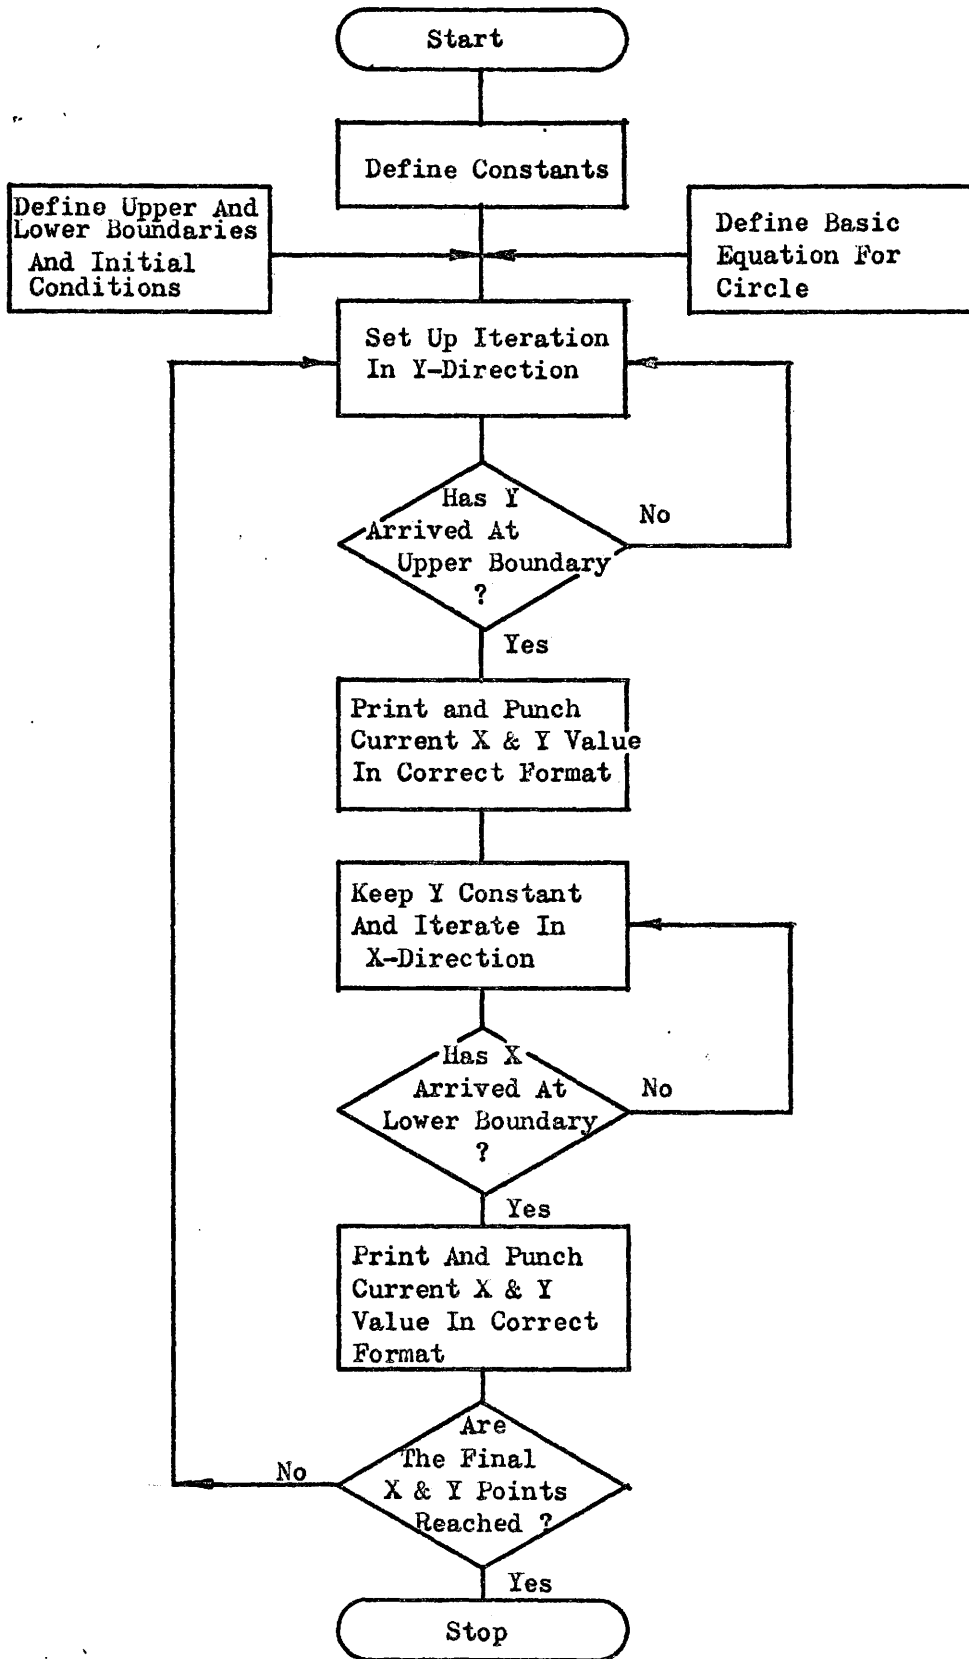 Start
Define Constants
Define Upper And
Lower Boundaries
And Initial
Conditions
Define Basic
Equation For
Circle
Set Up Iteration
In Y-Direction
Has Y
Arrived At
Upper Boundary
?
No
Yes
Print and Punch
Current X & Y Value
In Correct Format
Keep Y Constant
And Iterate In
X-Direction
Has X
Arrived At
Lower Boundary
?
No
Yes
Print And Punch
Current X & Y
Value In Correct
Format
Are
The Final
X & Y Points
Reached ?
No
Yes
Stop